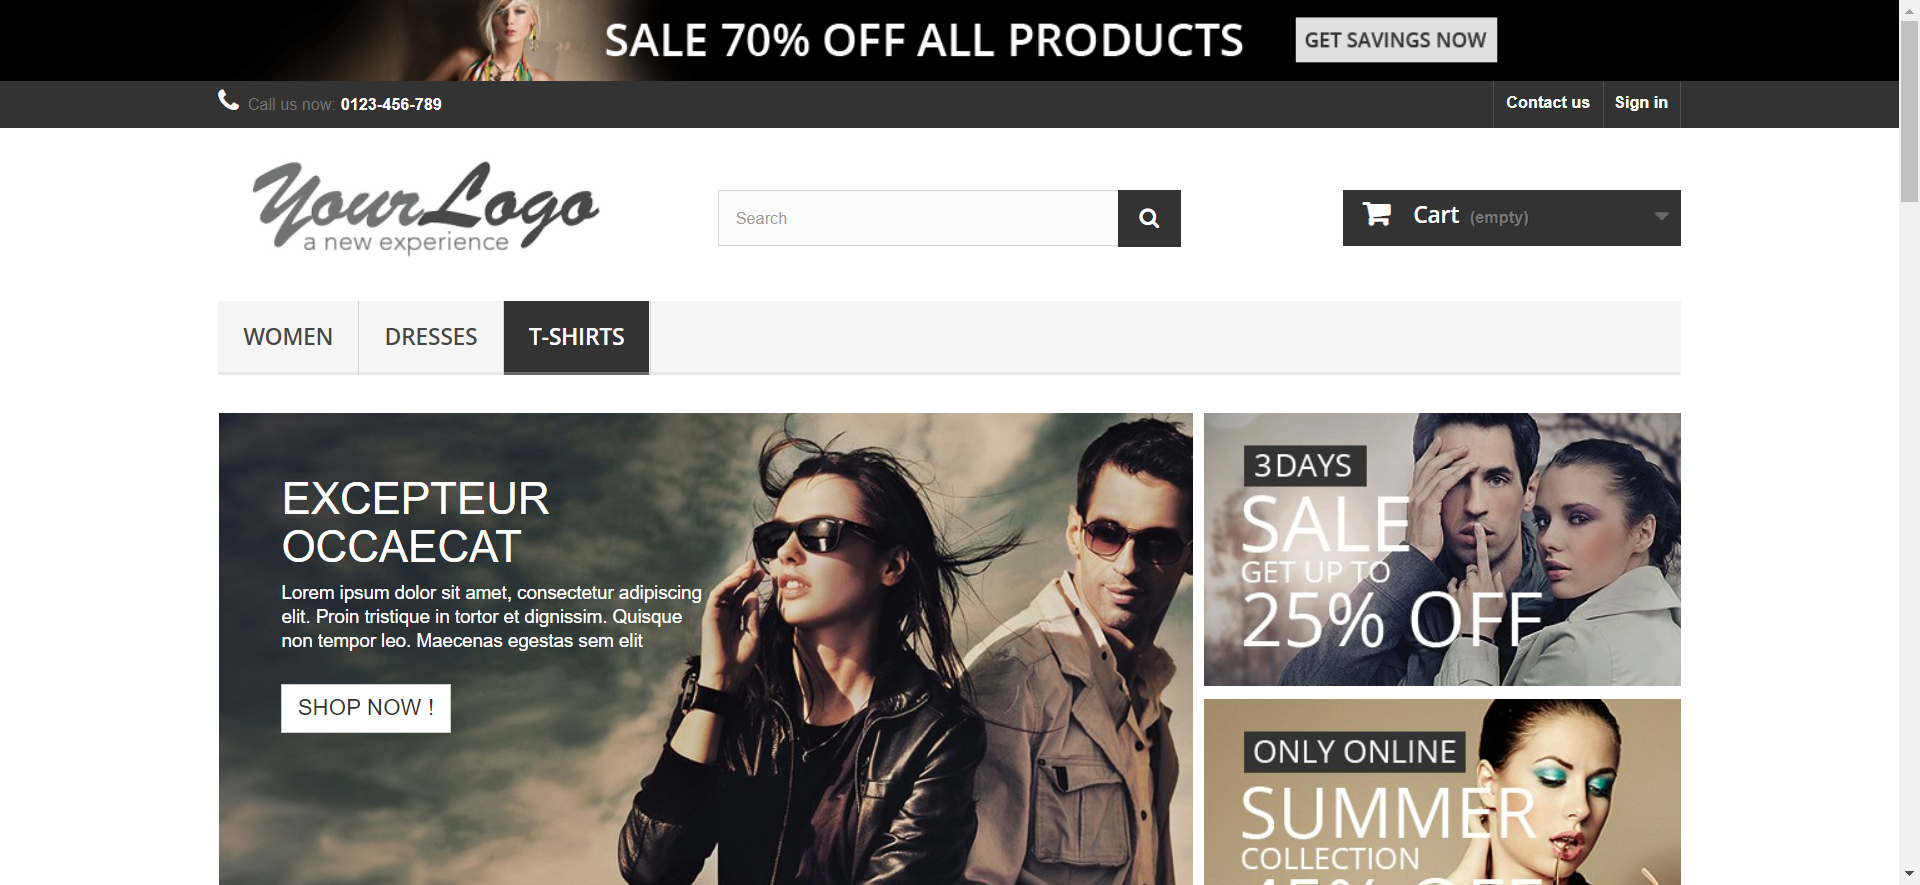 SALE 70% OFF ALL PRODUCTS
GET SAVINGS NOW
Call us now: 0123-456-789
Contact us
Sign in
YourLogo
a new experience
Search
Cart (empty)
WOMEN
DRESSES
T-SHIRTS
EXCEPTEUR
OCCAECAT
Lorem ipsum dolor sit amet, consectetur adipiscing
elit. Proin tristique in tortor et dignissim. Quisque
non tempor leo. Maecenas egestas sem elit
SHOP NOW !
3 DAYS
SALE
GET UP TO
25% OFF
ONLY ONLINE
SUMMER
COLLECTION